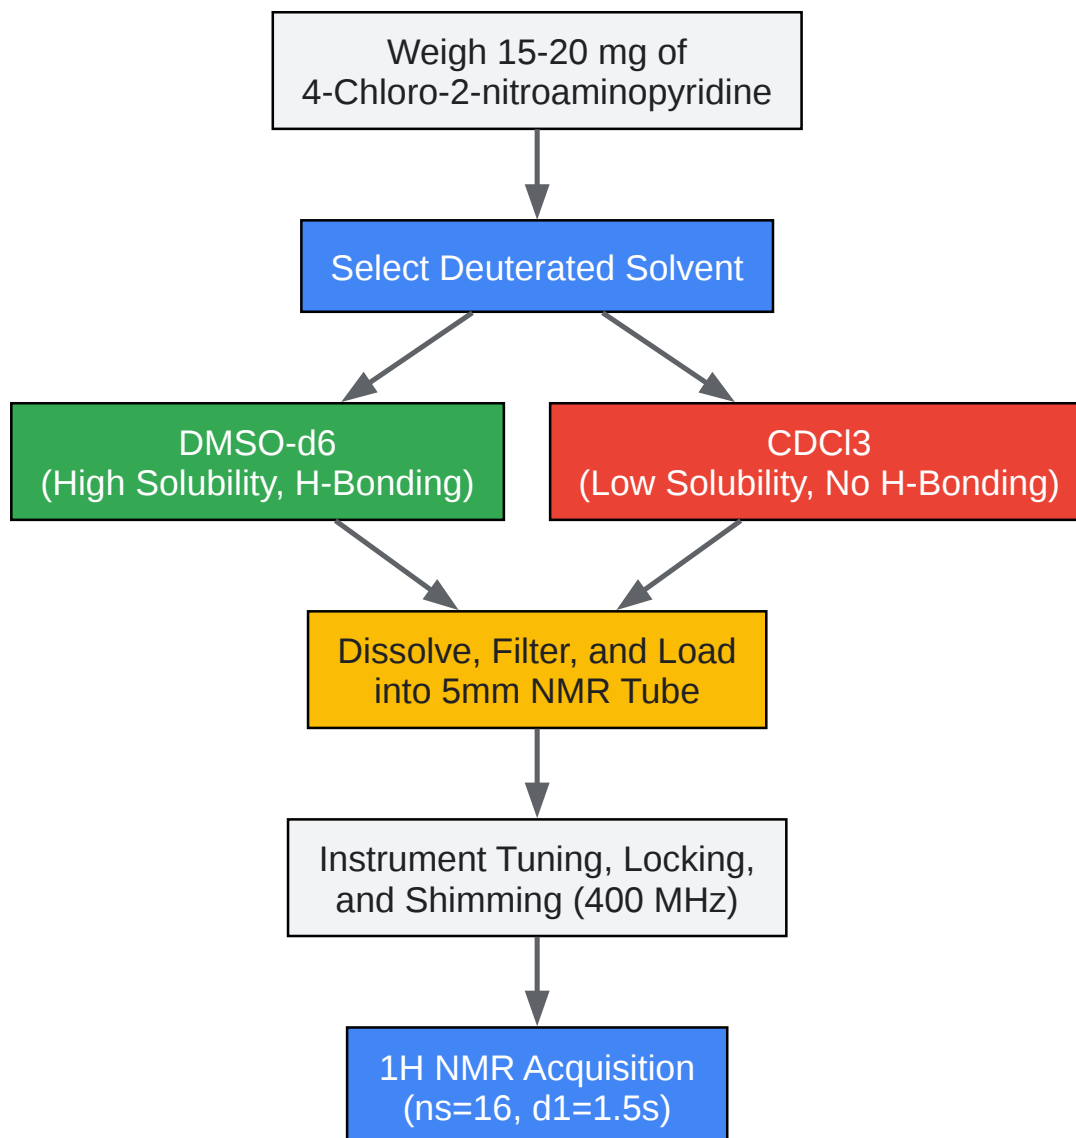 Weigh 15-20 mg of
4-Chloro-2-nitroaminopyridine
Select Deuterated Solvent
DMSO-d6
(High Solubility, H-Bonding)
CDCl3
(Low Solubility, No H-Bonding)
Dissolve, Filter, and Load
into 5mm NMR Tube
Instrument Tuning, Locking,
and Shimming (400 MHz)
1H NMR Acquisition
(ns=16, d1=1.5s)